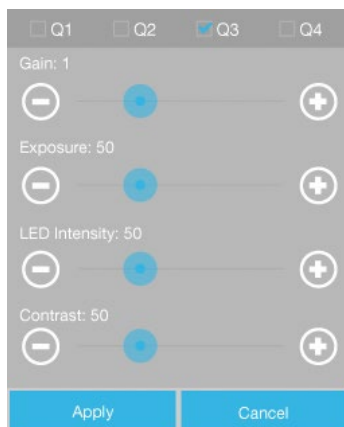 Q1 Q2 Q3 Q4
Gain: 1
Exposure: 50
LED Intensity: 50
Contrast: 50
Apply Cancel